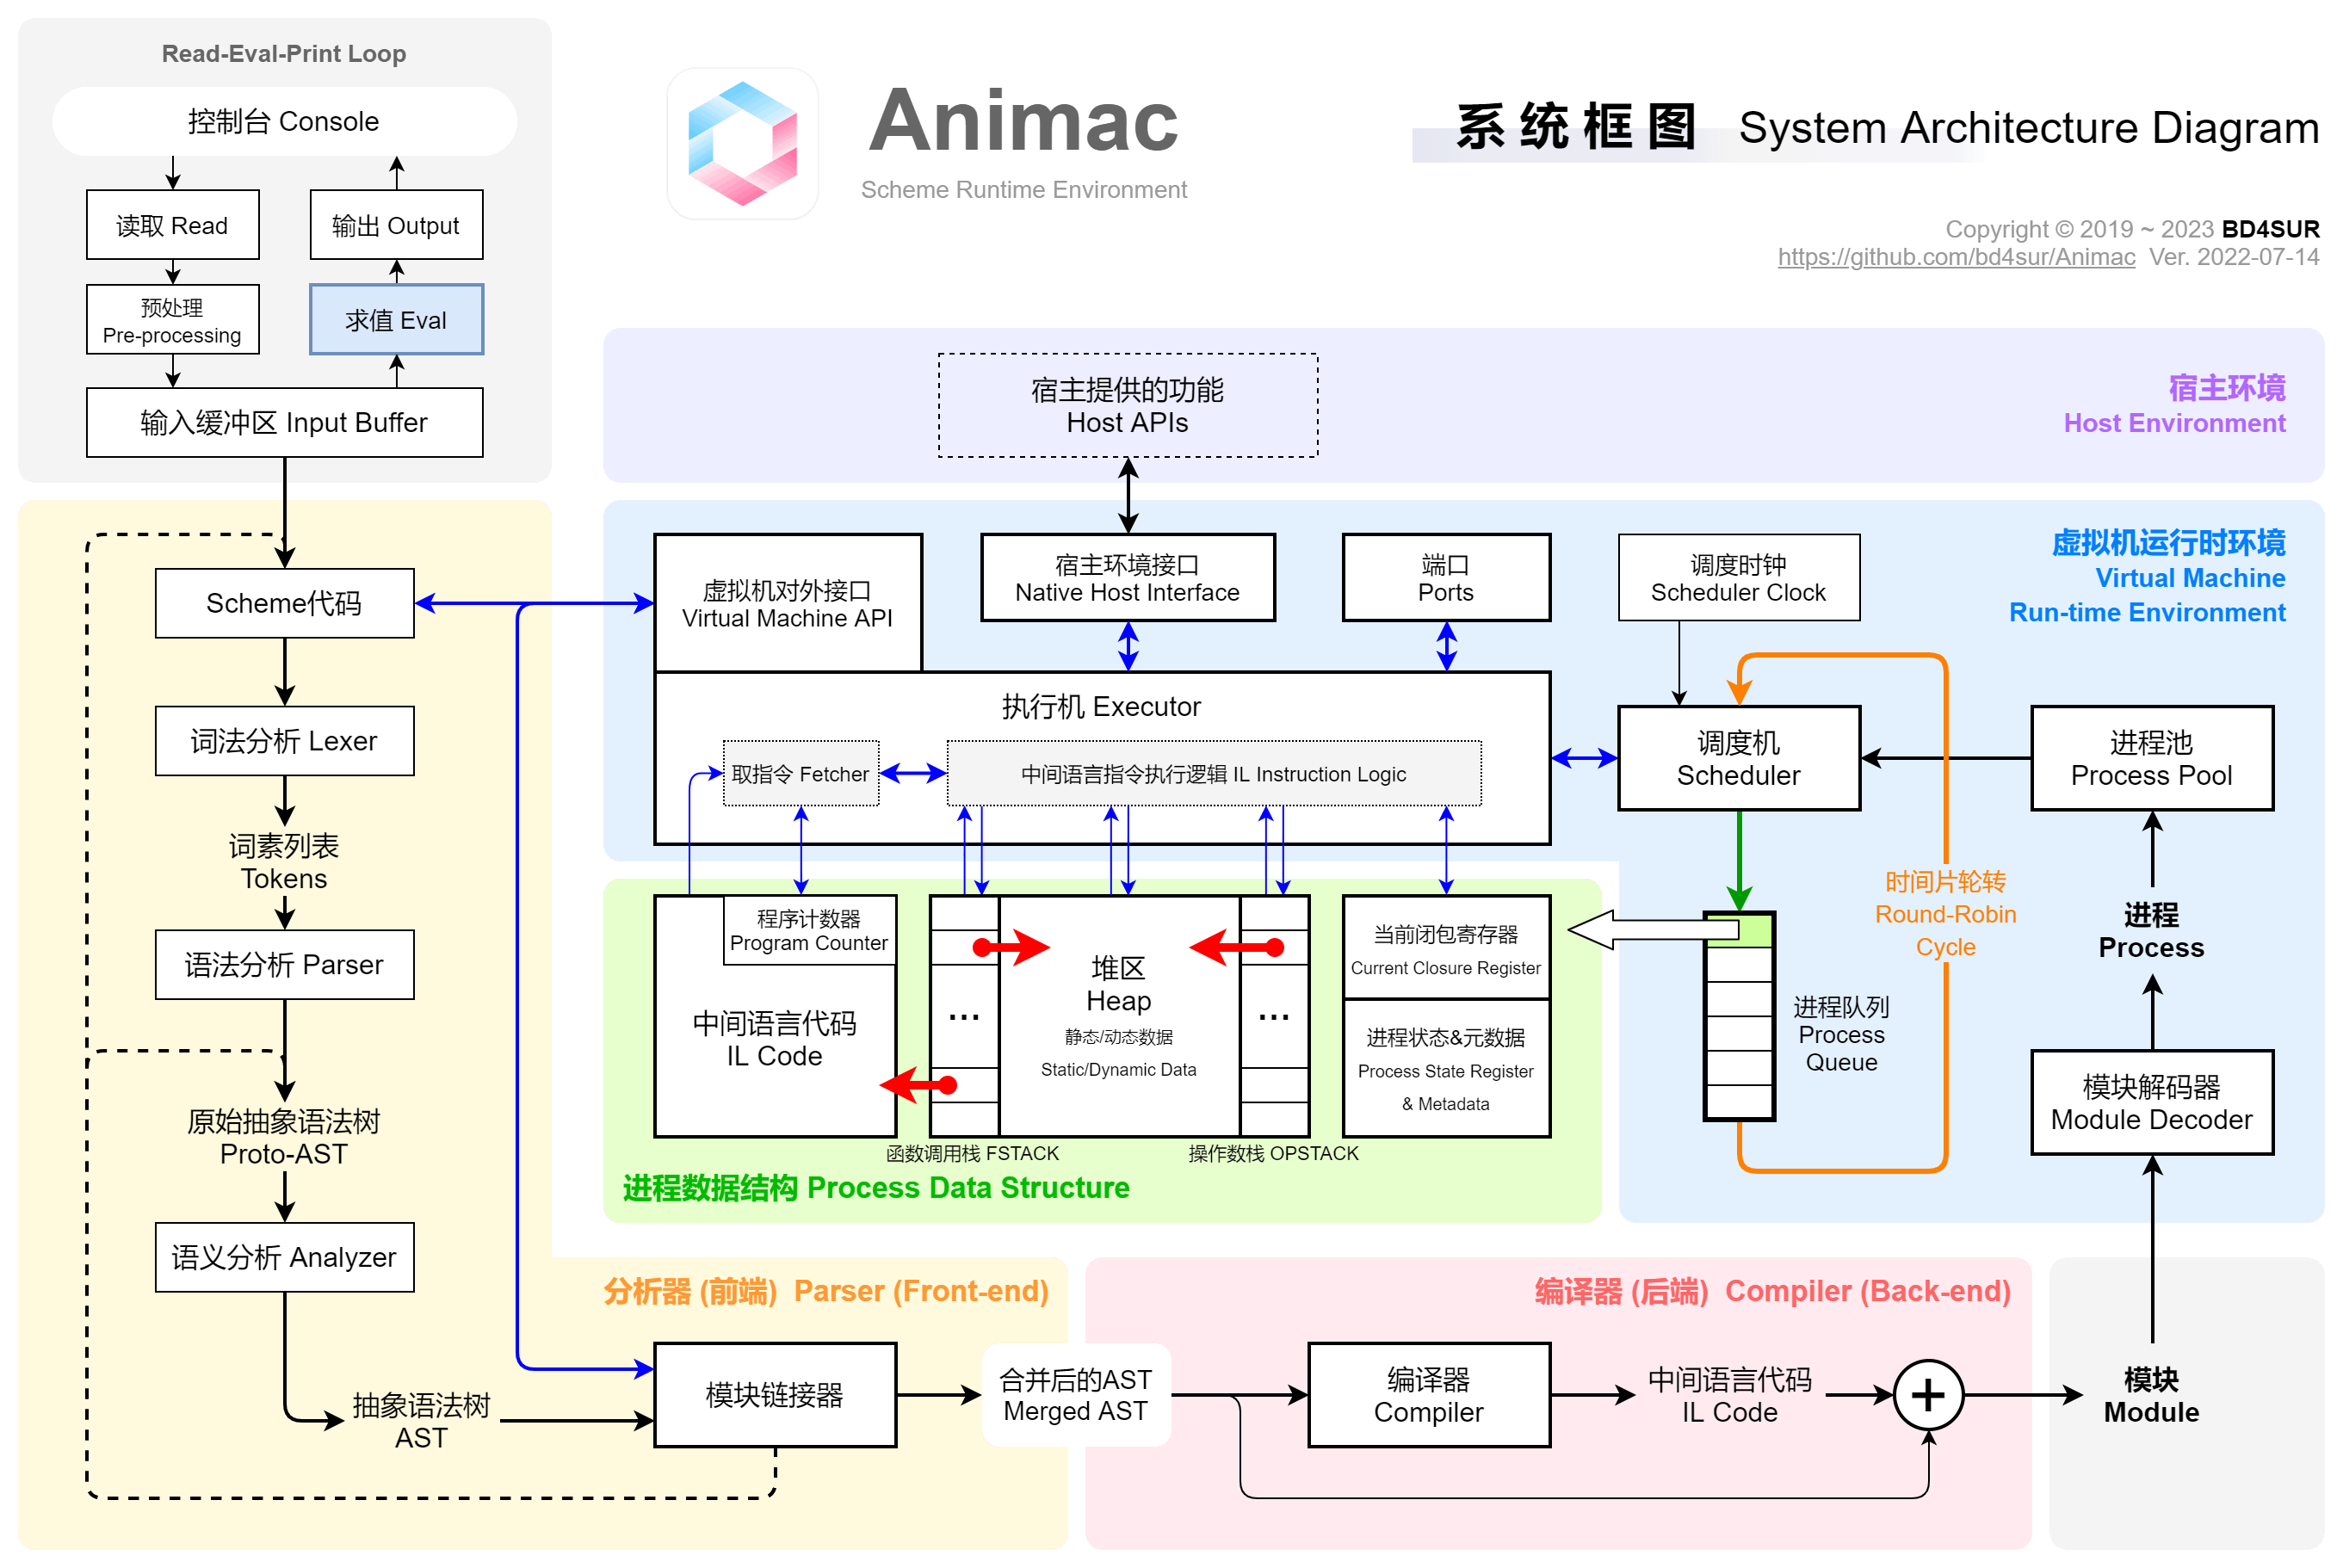 Read-Eval-Print Loop
控制台 Console
读取 Read
输出 Output
预处理
Pre-processing
求值 Eval
输入缓冲区 Input Buffer
Animac
Scheme Runtime Environment
系统框图 System Architecture Diagram
Copyright © 2019 ~ 2023 BD4SUR
https://github.com/bd4sur/Animac Ver. 2022-07-14
宿主提供的功能
Host APIs
宿主环境
Host Environment
虚拟机运行时环境
Virtual Machine
Run-time Environment
虚拟机对外接口
Virtual Machine API
宿主环境接口
Native Host Interface
端口
Ports
调度时钟
Scheduler Clock
执行机 Executor
取指令 Fetcher
中间语言指令执行逻辑 IL Instruction Logic
调度机
Scheduler
进程池
Process Pool
时间片轮转
Round-Robin
Cycle
进程
Process
进程队列
Process
Queue
模块解码器
Module Decoder
程序计数器
Program Counter
中间语言代码
IL Code
...
堆区
Heap
静态/动态数据
Static/Dynamic Data
...
当前闭包寄存器
Current Closure Register
进程状态&元数据
Process State Register
& Metadata
函数调用栈 FSTACK
操作数栈 OPSTACK
进程数据结构 Process Data Structure
Scheme代码
词法分析 Lexer
词素列表
Tokens
语法分析 Parser
原始抽象语法树
Proto-AST
语义分析 Analyzer
抽象语法树
AST
分析器 (前端) Parser (Front-end)
模块链接器
合并后的AST
Merged AST
编译器 (后端) Compiler (Back-end)
编译器
Compiler
中间语言代码
IL Code
+
模块
Module